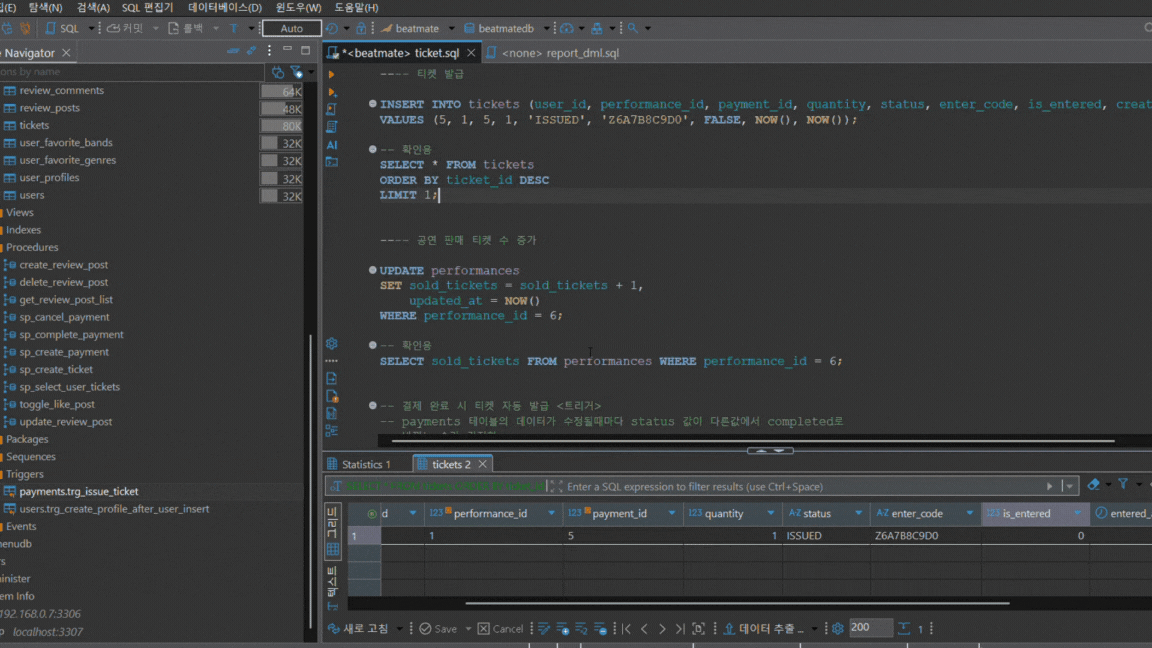 집(E) 탐색(N) 검색(A) SQL 편집기 데이터베이스(D) 윈도우(W) 도움말(H)
SQL 커밋 롤백 T Auto beatmate beatmatedb
Navigator
*<beatmate> ticket.sql
<none> report_dml.sql
ons by name
review_comments 64K
review_posts 48K
tickets 80K
user_favorite_bands 32K
user_favorite_genres 32K
user_profiles 32K
users 32K
Views
Indexes
Procedures
create_review_post
delete_review_post
get_review_post_list
sp_cancel_payment
sp_complete_payment
sp_create_payment
sp_create_ticket
sp_select_user_tickets
toggle_like_post
update_review_post
Packages
Sequences
Triggers
payments.trg_issue_ticket
users.trg_create_profile_after_user_insert
Events
nenudb
rs
ninister
em Info
192.168.0.7:3306
localhost:3307
---- 티켓 발급
INSERT INTO tickets (user_id, performance_id, payment_id, quantity, status, enter_code, is_entered, creat
VALUES (5, 1, 5, 1, 'ISSUED', 'Z6A7B8C9D0', FALSE, NOW(), NOW());
-- 확인용
SELECT * FROM tickets
ORDER BY ticket_id DESC
LIMIT 1;
---- 공연 판매 티켓 수 증가
UPDATE performances
SET sold_tickets = sold_tickets + 1,
updated_at = NOW()
WHERE performance_id = 6;
-- 확인용
SELECT sold_tickets FROM performances WHERE performance_id = 6;
-- 결제 완료 시 티켓 자동 발급 <트리거>
-- payments 테이블의 데이터가 수정될때마다 status 값이 다른값에서 completed로
AI
Statistics 1
tickets 2
Enter a SQL expression to filter results (use Ctrl+Space)
그리드
텍스트
d 123 performance_id 123 payment_id 123 quantity A-Z status A-Z enter_code 123 is_entered entered_a
1 1 5 1 ISSUED Z6A7B8C9D0 0
새로 고침 Save Cancel 데이터 추출 ... 200 1